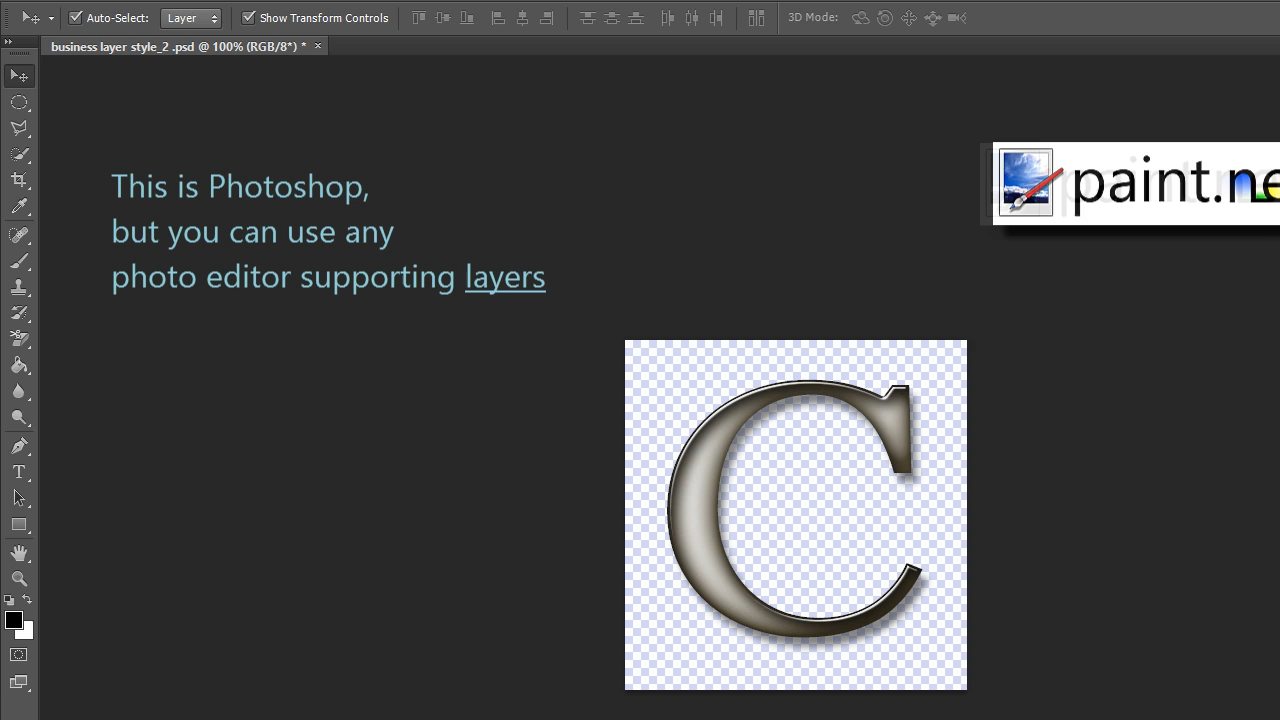 Auto-Select:
Layer
Show Transform Controls
3D Mode:
business layer style_2 .psd @ 100% (RGB/8*) * ×
This is Photoshop,
but you can use any
photo editor supporting layers
paint.ne
C
T